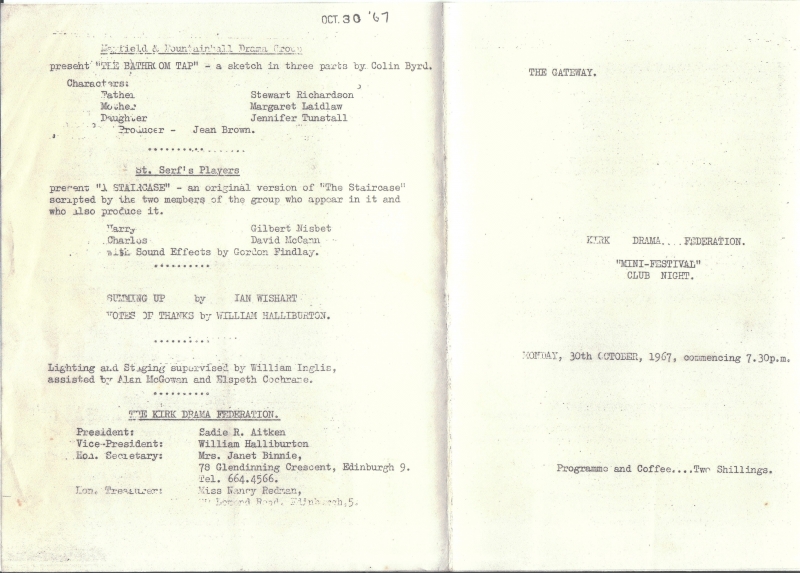 OCT. 30 '67
Mayfield & Mountainhall Drama Group
present "THE BATHROOM TAP" - a sketch in three parts by Colin Byrd.
Characters:
Father Stewart Richardson
Mother Margaret Laidlaw
Daughter Jennifer Tunstall
Producer - Jean Brown.
..........
St. Serf's Players
present "A STAIRCASE" - an original version of "The Staircase"
scripted by the two members of the group who appear in it and
who also produce it.
Harry Gilbert Nisbet
Charles David McCann
with Sound Effects by Gordon Findlay.
..........
SUMMING UP by IAN WISHART
VOTES OF THANKS by WILLIAM HALLIBURTON.
..........
Lighting and Staging supervised by William Inglis,
assisted by Alan McGowan and Elspeth Cochrane.
..........
THE KIRK DRAMA FEDERATION.
President: Sadie R. Aitken
Vice-President: William Halliburton
Hon. Secretary: Mrs. Janet Binnie,
78 Glendinning Crescent, Edinburgh 9.
Tel. 664.4566.
Hon. Treasurer: Miss Nancy Redman,
Road, Edinburgh,5.
THE GATEWAY.
KIRK DRAMA....FEDERATION.
"MINI-FESTIVAL"
CLUB NIGHT.
MONDAY, 30th OCTOBER, 1967, commencing 7.30p.m.
Programme and Coffee....Two Shillings.